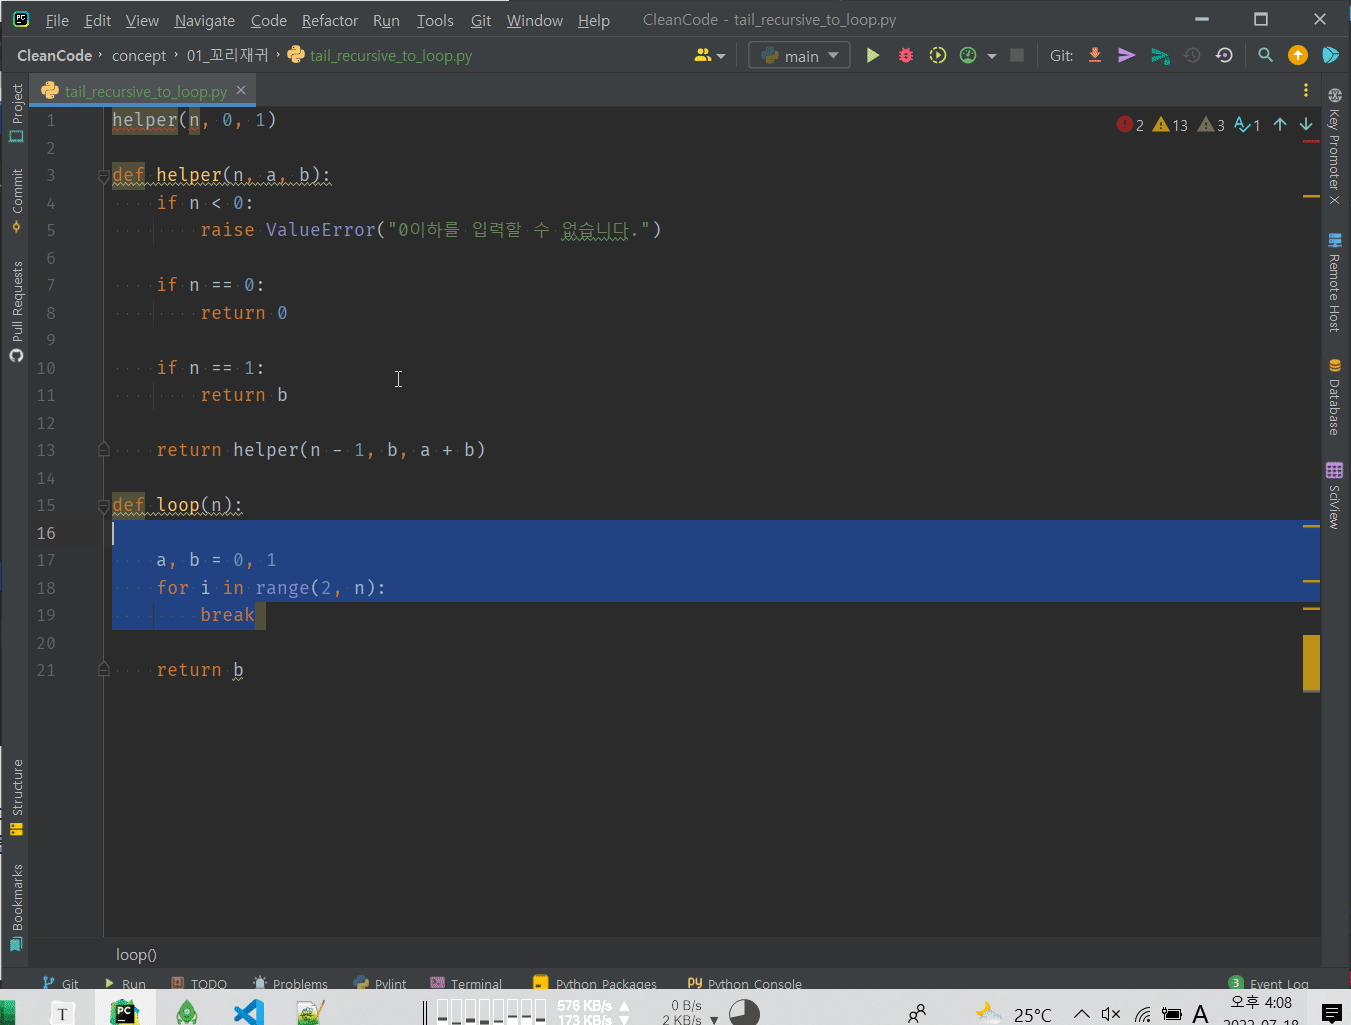 File Edit View Navigate Code Refactor Run Tools Git Window Help CleanCode - tail_recursive_to_loop.py
CleanCode concept 01_꼬리재귀 tail_recursive_to_loop.py main Git:
tail_recursive_to_loop.py
Project
Commit
Pull Requests
Structure
Bookmarks
1 helper(n, 0, 1)
2 13 3 1
2
3 def helper(n, a, b):
4 if n < 0:
5 raise ValueError("0이하를 입력할 수 없습니다.")
6
7 if n == 0:
8 return 0
9
10 if n == 1:
11 return b
12
13 return helper(n - 1, b, a + b)
14
15 def loop(n):
16
17 a, b = 0, 1
18 for i in range(2, n):
19 break
20
21 return b
Key Promoter X
Remote Host
Database
SciView
loop()
Git Run TODO Problems Pylint Terminal Python Packages Python Console 3 Event Log
T PC 576 KB/s 0 B/s 25°C A 오후 4:08
173 KB/s 2 KB/s 2022-07-18